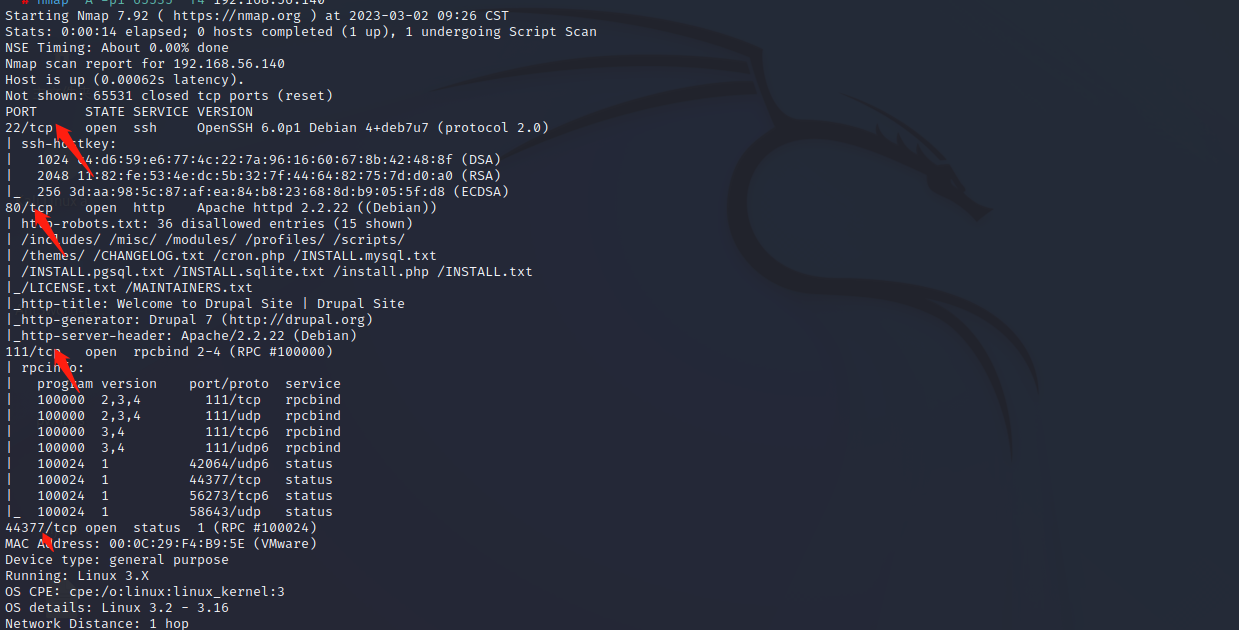 nmap -A -p1-65535 -T4 192.168.56.140
Starting Nmap 7.92 ( https://nmap.org ) at 2023-03-02 09:26 CST
Stats: 0:00:14 elapsed; 0 hosts completed (1 up), 1 undergoing Script Scan
NSE Timing: About 0.00% done
Nmap scan report for 192.168.56.140
Host is up (0.00062s latency).
Not shown: 65531 closed tcp ports (reset)
PORT      STATE SERVICE VERSION
22/tcp    open  ssh     OpenSSH 6.0p1 Debian 4+deb7u7 (protocol 2.0)
| ssh-hostkey:
|   1024 c4:d6:59:e6:77:4c:22:7a:96:16:60:67:8b:42:48:8f (DSA)
|   2048 11:82:fe:53:4e:dc:5b:32:7f:44:64:82:75:7d:d0:a0 (RSA)
|_  256 3d:aa:98:5c:87:af:ea:84:b8:23:68:8d:b9:05:5f:d8 (ECDSA)
80/tcp    open  http    Apache httpd 2.2.22 ((Debian))
| http-robots.txt: 36 disallowed entries (15 shown)
| /includes/ /misc/ /modules/ /profiles/ /scripts/
| /themes/ /CHANGELOG.txt /cron.php /INSTALL.mysql.txt
| /INSTALL.pgsql.txt /INSTALL.sqlite.txt /install.php /INSTALL.txt
|_/LICENSE.txt /MAINTAINERS.txt
|_http-title: Welcome to Drupal Site | Drupal Site
|_http-generator: Drupal 7 (http://drupal.org)
|_http-server-header: Apache/2.2.22 (Debian)
111/tcp   open  rpcbind 2-4 (RPC #100000)
| rpcinfo:
|   program version    port/proto  service
|   100000  2,3,4        111/tcp   rpcbind
|   100000  2,3,4        111/udp   rpcbind
|   100000  3,4          111/tcp6  rpcbind
|   100000  3,4          111/udp6  rpcbind
|   100024  1          42064/udp6  status
|   100024  1          44377/tcp   status
|   100024  1          56273/tcp6  status
|_  100024  1          58643/udp   status
44377/tcp open  status  1 (RPC #100024)
MAC Address: 00:0C:29:F4:B9:5E (VMware)
Device type: general purpose
Running: Linux 3.X
OS CPE: cpe:/o:linux:linux_kernel:3
OS details: Linux 3.2 - 3.16
Network Distance: 1 hop